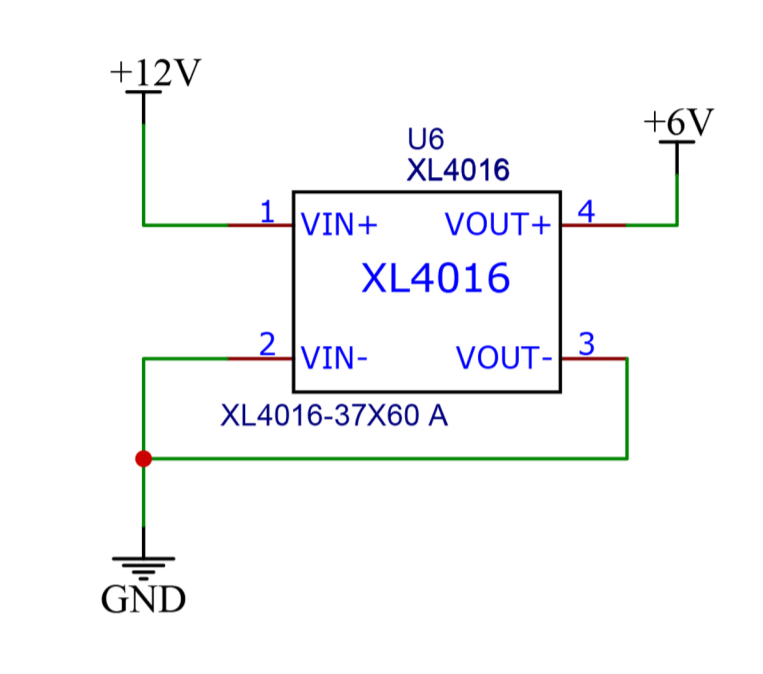 +12V
+6V
U6
XL4016
1
VIN+
VOUT+
4
XL4016
2
VIN-
VOUT-
3
XL4016-37X60 A
GND